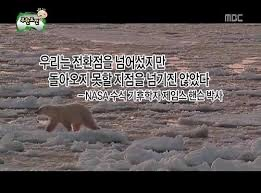 MBC
우리는 전환점을 넘어섰지만
돌아오지 못할 지점을 넘기진 않았다
-NASA 수석 기후학자 제임스 핸슨 박사